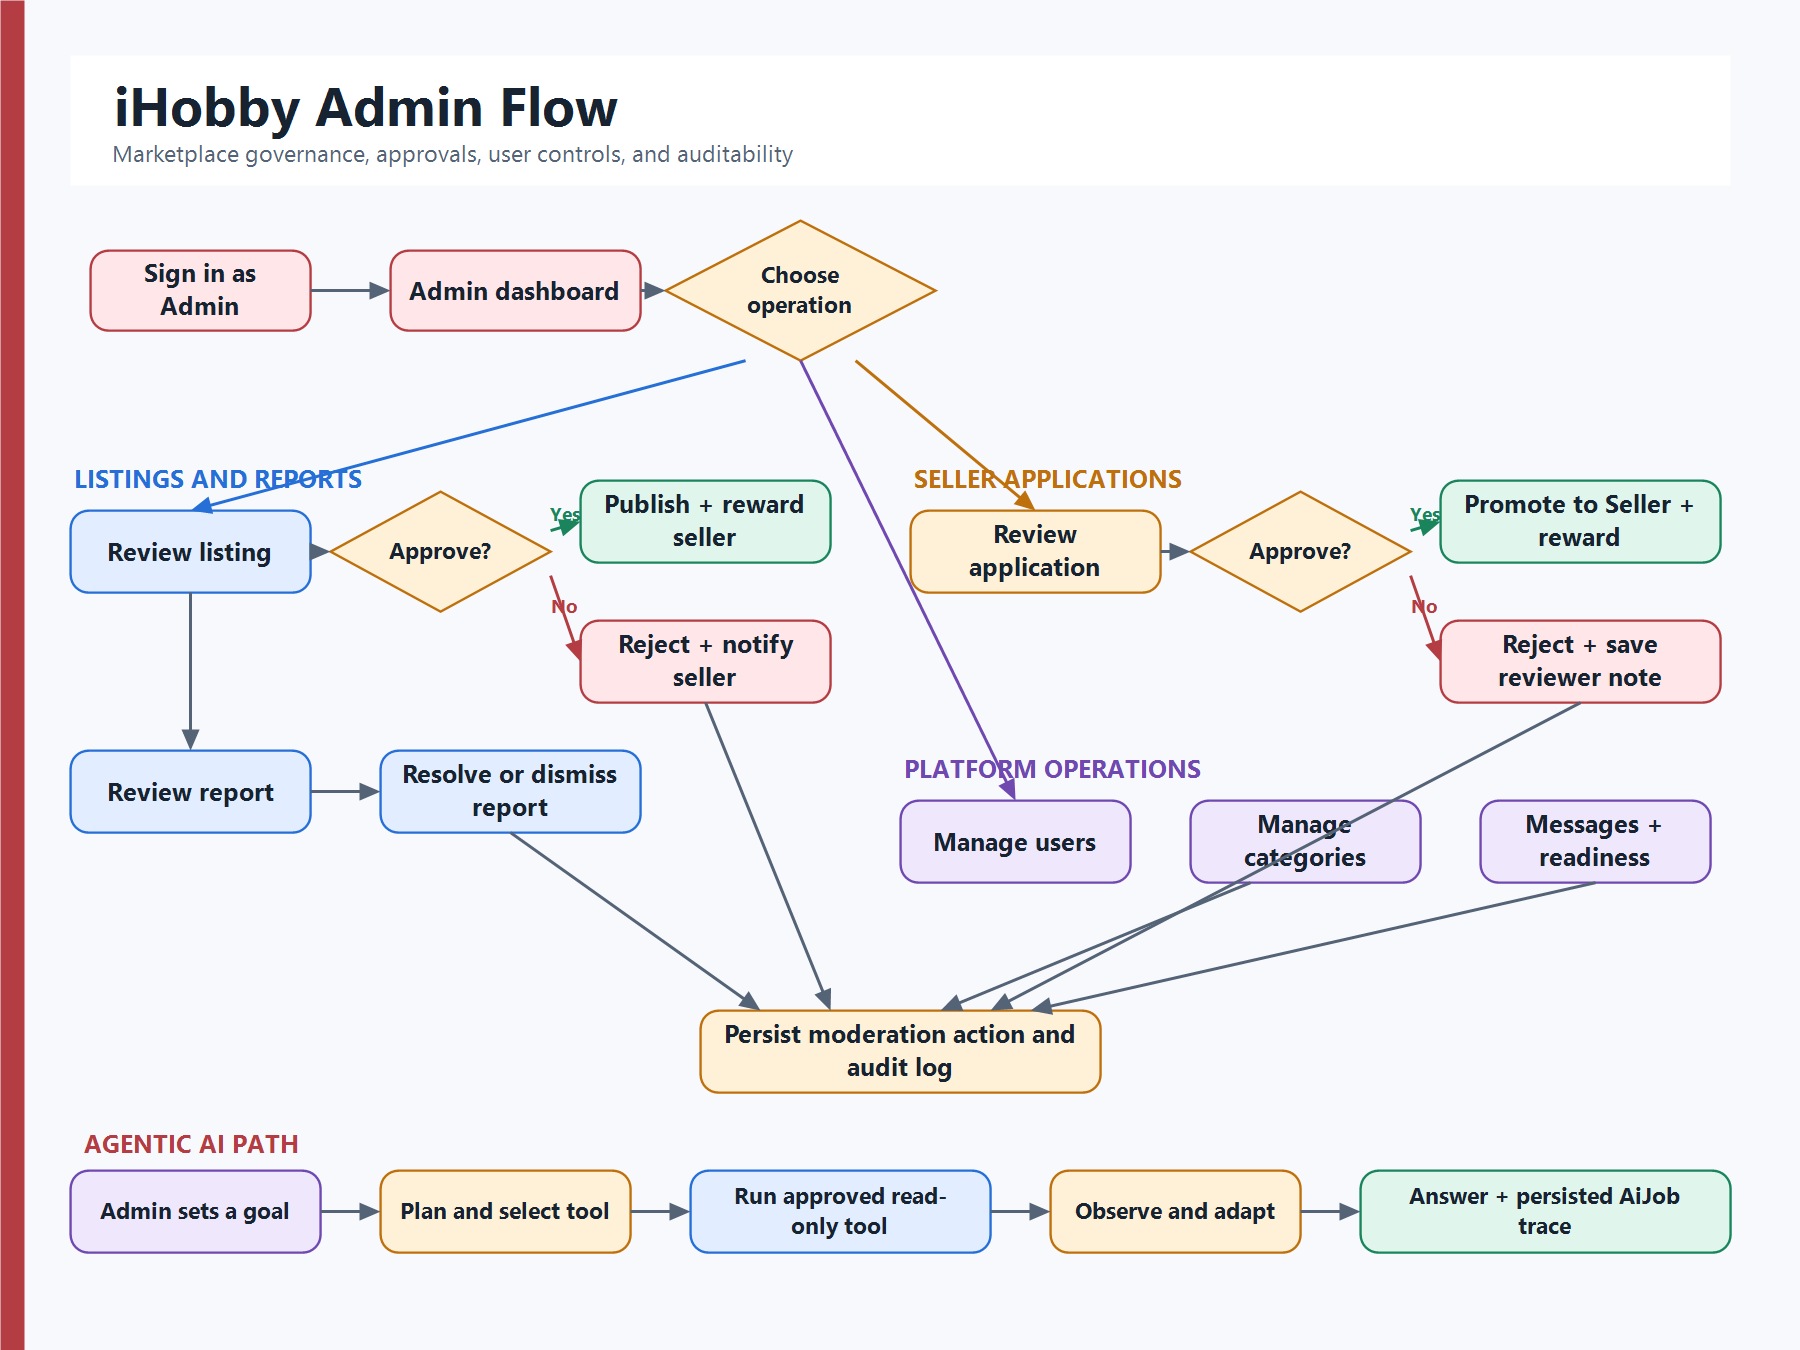 iHobby Admin Flow
Marketplace governance, approvals, user controls, and auditability
Sign in as
Admin
Admin dashboard
Choose
operation
LISTINGS AND REPORTS
Review listing
Approve?
Yes
Publish + reward
seller
No
Reject + notify
seller
Review report
Resolve or dismiss
report
SELLER APPLICATIONS
Review
application
Approve?
Yes
Promote to Seller +
reward
No
Reject + save
reviewer note
PLATFORM OPERATIONS
Manage users
Manage
categories
Messages +
readiness
Persist moderation action and
audit log
AGENTIC AI PATH
Admin sets a goal
Plan and select tool
Run approved read-
only tool
Observe and adapt
Answer + persisted AiJob
trace